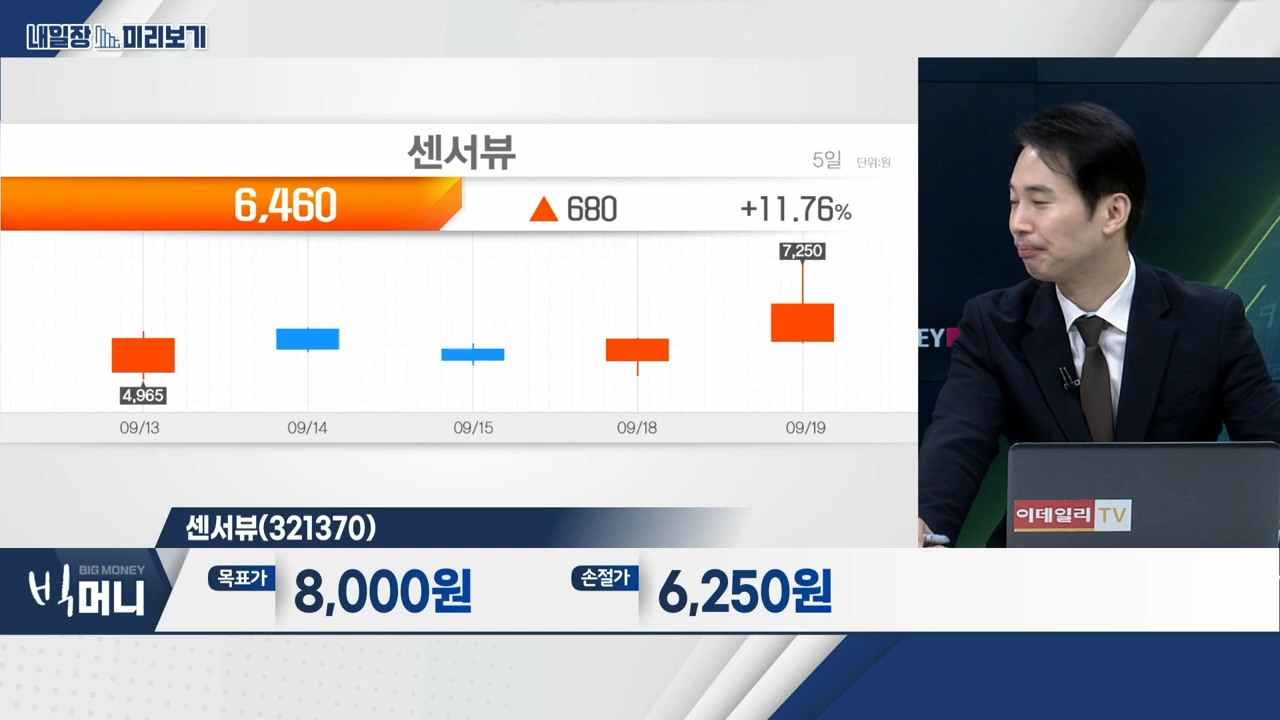 내일장 미리보기
센서뷰
5일 단위:원
6,460 ▲ 680 +11.76%
7,250
4,965
09/13 09/14 09/15 09/18 09/19
EY
이데일리 TV
센서뷰(321370)
BIG MONEY
빅머니
목표가 8,000원 손절가 6,250원